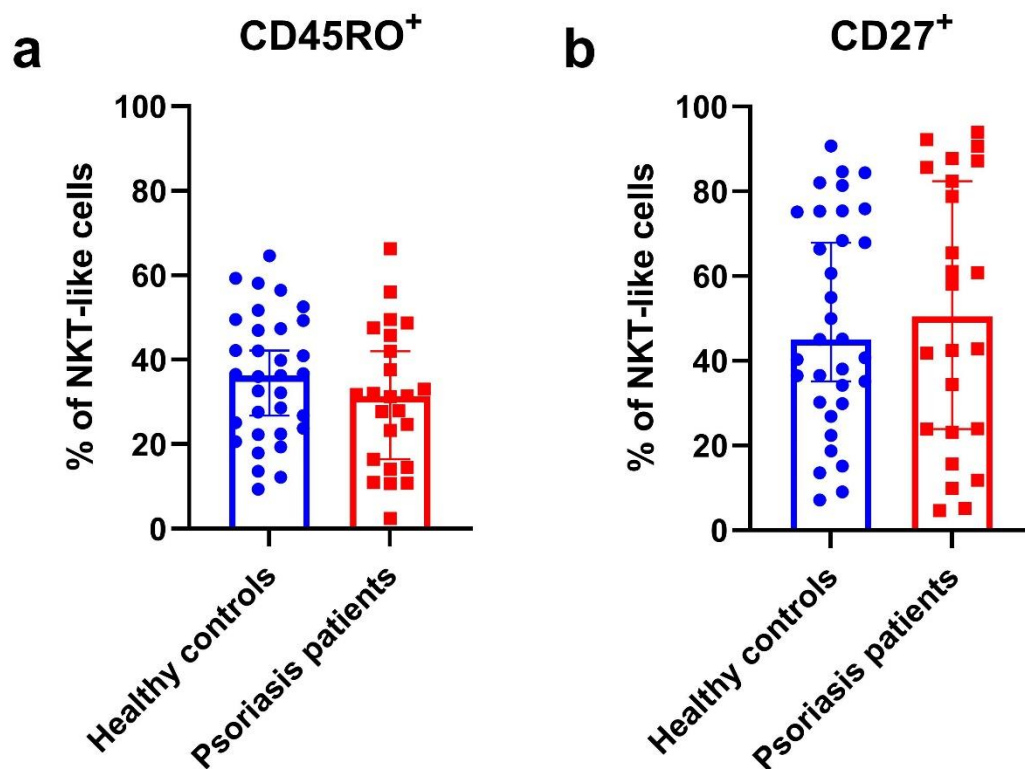 a
CD45RO⁺
% of NKT-like cells
100
80
60
40
20
0
Healthy controls
Psoriasis patients
b
CD27⁺
% of NKT-like cells
100
80
60
40
20
0
Healthy controls
Psoriasis patients